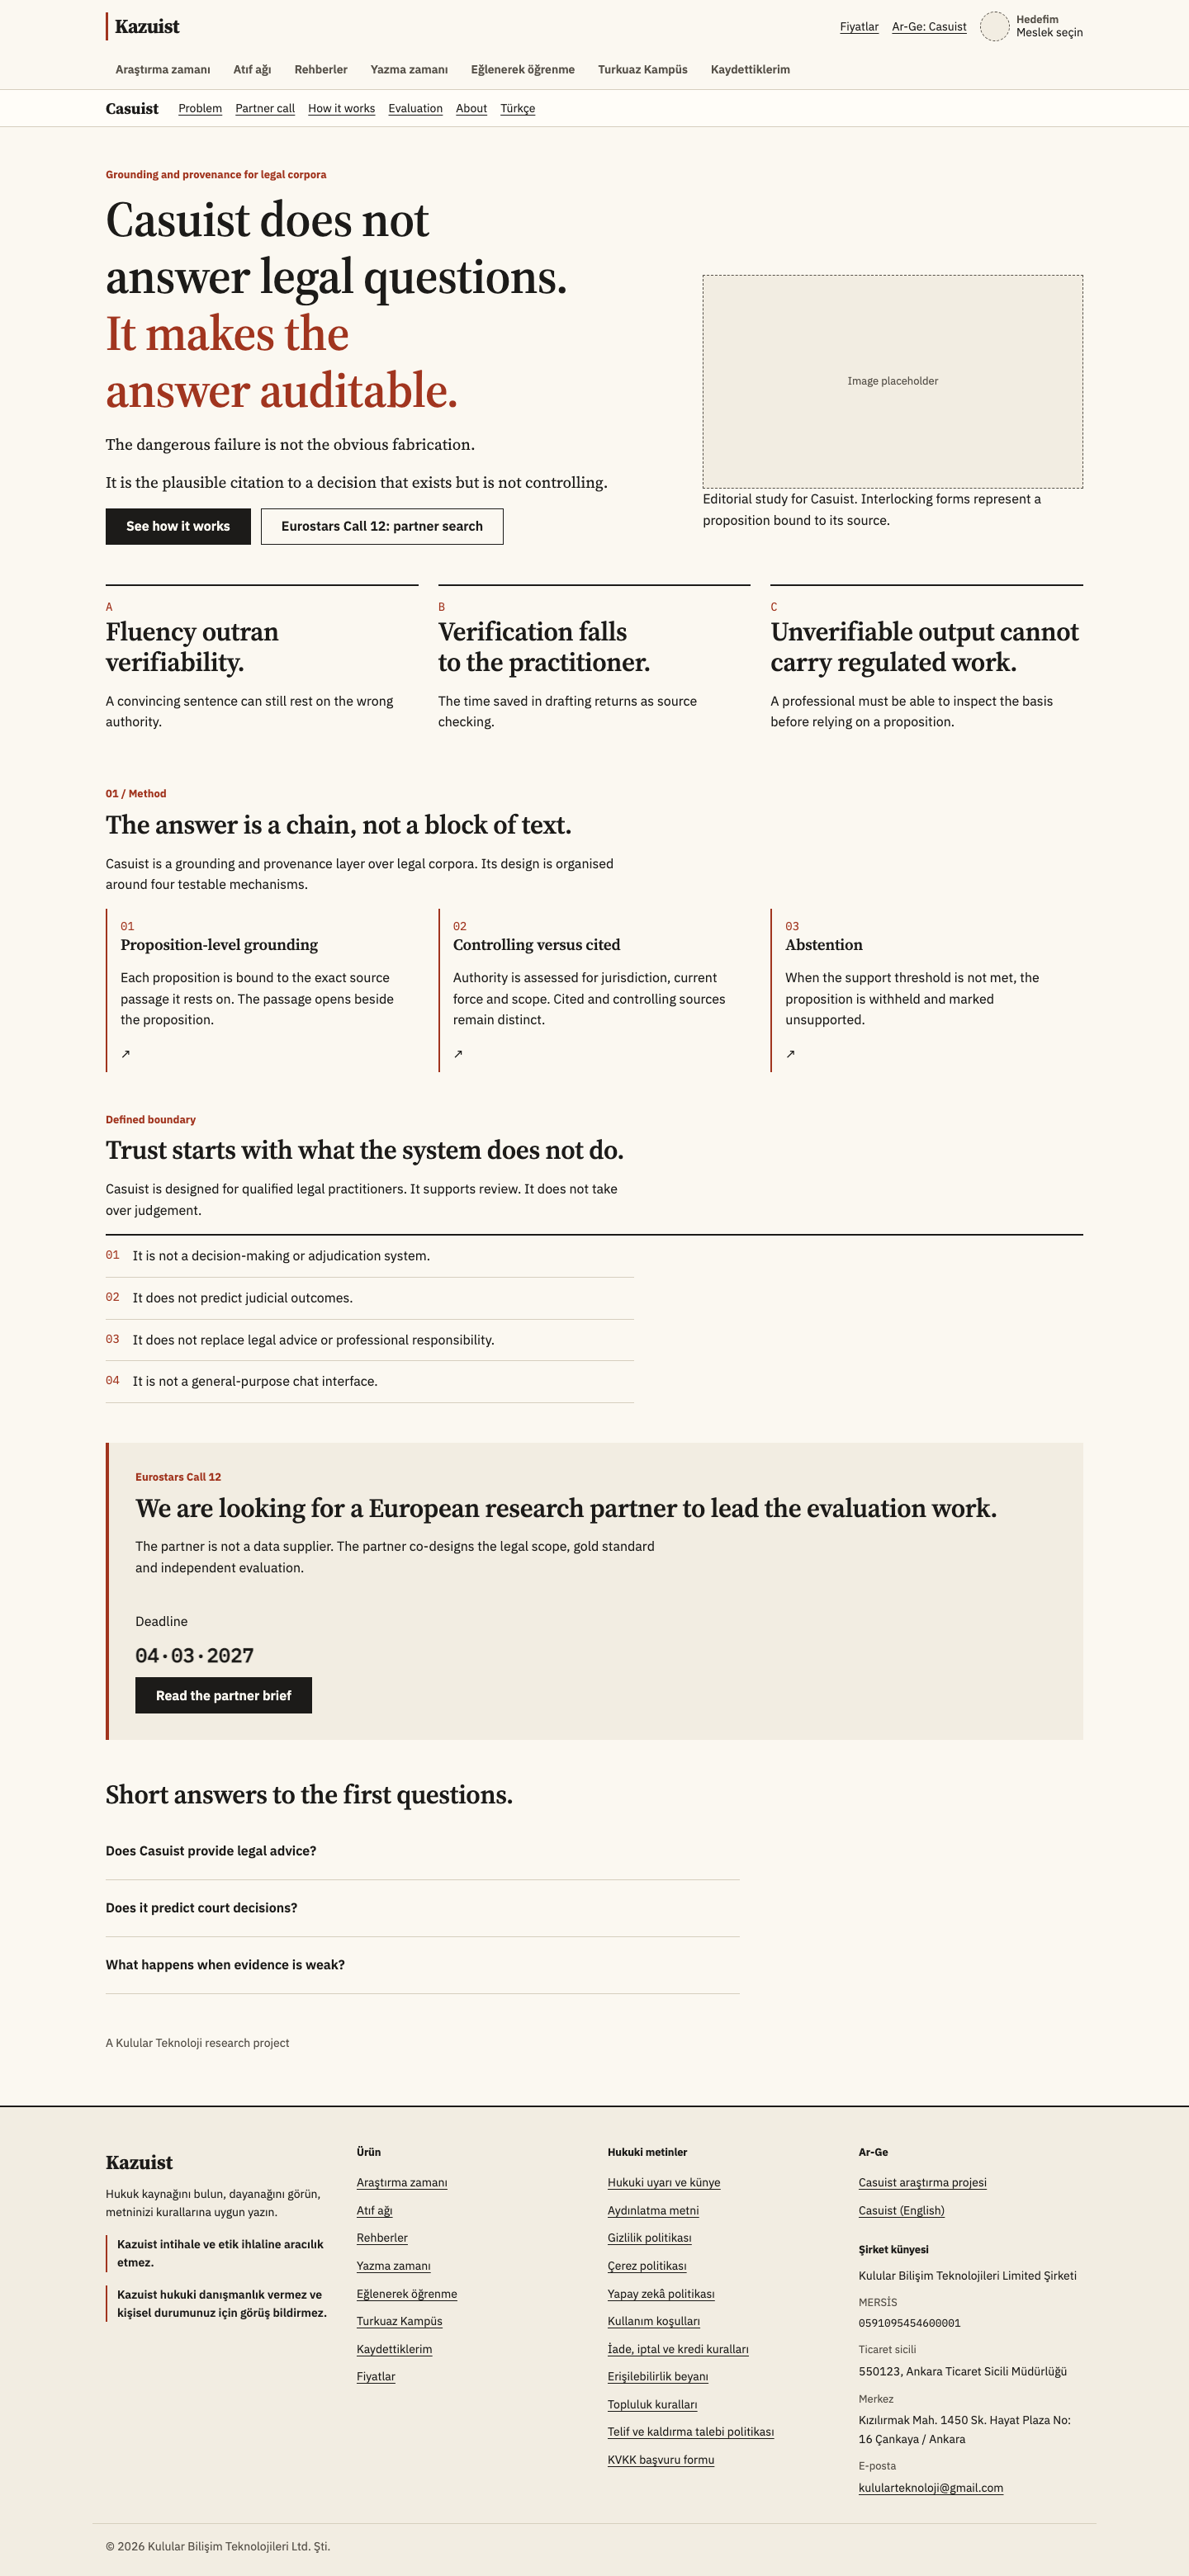 Kazuist
Fiyatlar
Ar-Ge: Casuist
Hedefim
Meslek seçin
Araştırma zamanı
Atıf ağı
Rehberler
Yazma zamanı
Eğlenerek öğrenme
Turkuaz Kampüs
Kaydettiklerim
Casuist
Problem
Partner call
How it works
Evaluation
About
Türkçe
Grounding and provenance for legal corpora
Casuist does not
answer legal questions.
It makes the
answer auditable.
The dangerous failure is not the obvious fabrication.
It is the plausible citation to a decision that exists but is not controlling.
See how it works
Eurostars Call 12: partner search
Image placeholder
Editorial study for Casuist. Interlocking forms represent a
proposition bound to its source.
A
Fluency outran
verifiability.
A convincing sentence can still rest on the wrong
authority.
B
Verification falls
to the practitioner.
The time saved in drafting returns as source
checking.
C
Unverifiable output cannot
carry regulated work.
A professional must be able to inspect the basis
before relying on a proposition.
01 / Method
The answer is a chain, not a block of text.
Casuist is a grounding and provenance layer over legal corpora. Its design is organised
around four testable mechanisms.
01
Proposition-level grounding
Each proposition is bound to the exact source
passage it rests on. The passage opens beside
the proposition.
↗
02
Controlling versus cited
Authority is assessed for jurisdiction, current
force and scope. Cited and controlling sources
remain distinct.
↗
03
Abstention
When the support threshold is not met, the
proposition is withheld and marked
unsupported.
↗
Defined boundary
Trust starts with what the system does not do.
Casuist is designed for qualified legal practitioners. It supports review. It does not take
over judgement.
01 It is not a decision-making or adjudication system.
02 It does not predict judicial outcomes.
03 It does not replace legal advice or professional responsibility.
04 It is not a general-purpose chat interface.
Eurostars Call 12
We are looking for a European research partner to lead the evaluation work.
The partner is not a data supplier. The partner co-designs the legal scope, gold standard
and independent evaluation.
Deadline
04·03·2027
Read the partner brief
Short answers to the first questions.
Does Casuist provide legal advice?
Does it predict court decisions?
What happens when evidence is weak?
A Kulular Teknoloji research project
Kazuist
Hukuk kaynağını bulun, dayanağını görün,
metninizi kurallarına uygun yazın.
Kazuist intihale ve etik ihlaline aracılık
etmez.
Kazuist hukuki danışmanlık vermez ve
kişisel durumunuz için görüş bildirmez.
Ürün
Araştırma zamanı
Atıf ağı
Rehberler
Yazma zamanı
Eğlenerek öğrenme
Turkuaz Kampüs
Kaydettiklerim
Fiyatlar
Hukuki metinler
Hukuki uyarı ve künye
Aydınlatma metni
Gizlilik politikası
Çerez politikası
Yapay zekâ politikası
Kullanım koşulları
İade, iptal ve kredi kuralları
Erişilebilirlik beyanı
Topluluk kuralları
Telif ve kaldırma talebi politikası
KVKK başvuru formu
Ar-Ge
Casuist araştırma projesi
Casuist (English)
Şirket künyesi
Kulular Bilişim Teknolojileri Limited Şirketi
MERSİS
0591095454600001
Ticaret sicili
550123, Ankara Ticaret Sicili Müdürlüğü
Merkez
Kızılırmak Mah. 1450 Sk. Hayat Plaza No:
16 Çankaya / Ankara
E-posta
kulularteknoloji@gmail.com
© 2026 Kulular Bilişim Teknolojileri Ltd. Şti.